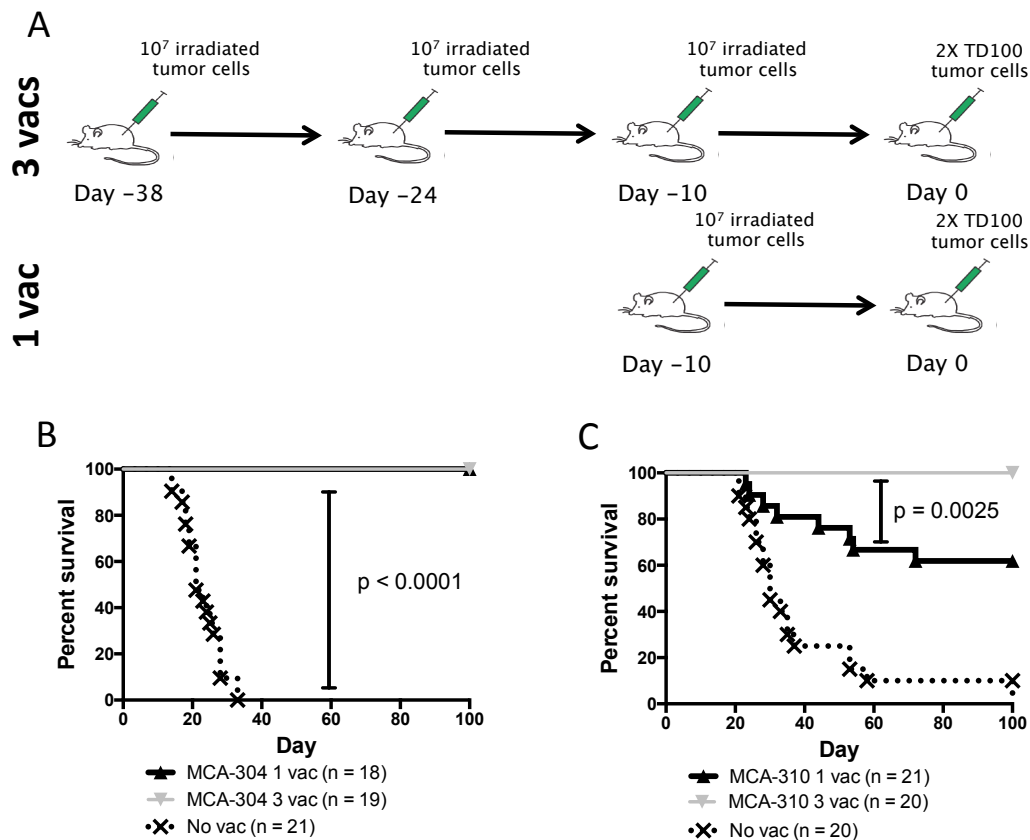 A
3 vacs
10⁷ irradiated
tumor cells
10⁷ irradiated
tumor cells
10⁷ irradiated
tumor cells
2X TD100
tumor cells
Day −38
Day −24
Day −10
Day 0
1 vac
10⁷ irradiated
tumor cells
2X TD100
tumor cells
Day −10
Day 0
B
Percent survival
100
80
60
40
20
0
p < 0.0001
0 20 40 60 80 100
Day
MCA-304 1 vac (n = 18)
MCA-304 3 vac (n = 19)
No vac (n = 21)
C
Percent survival
100
80
60
40
20
0
p = 0.0025
0 20 40 60 80 100
Day
MCA-310 1 vac (n = 21)
MCA-310 3 vac (n = 20)
No vac (n = 20)